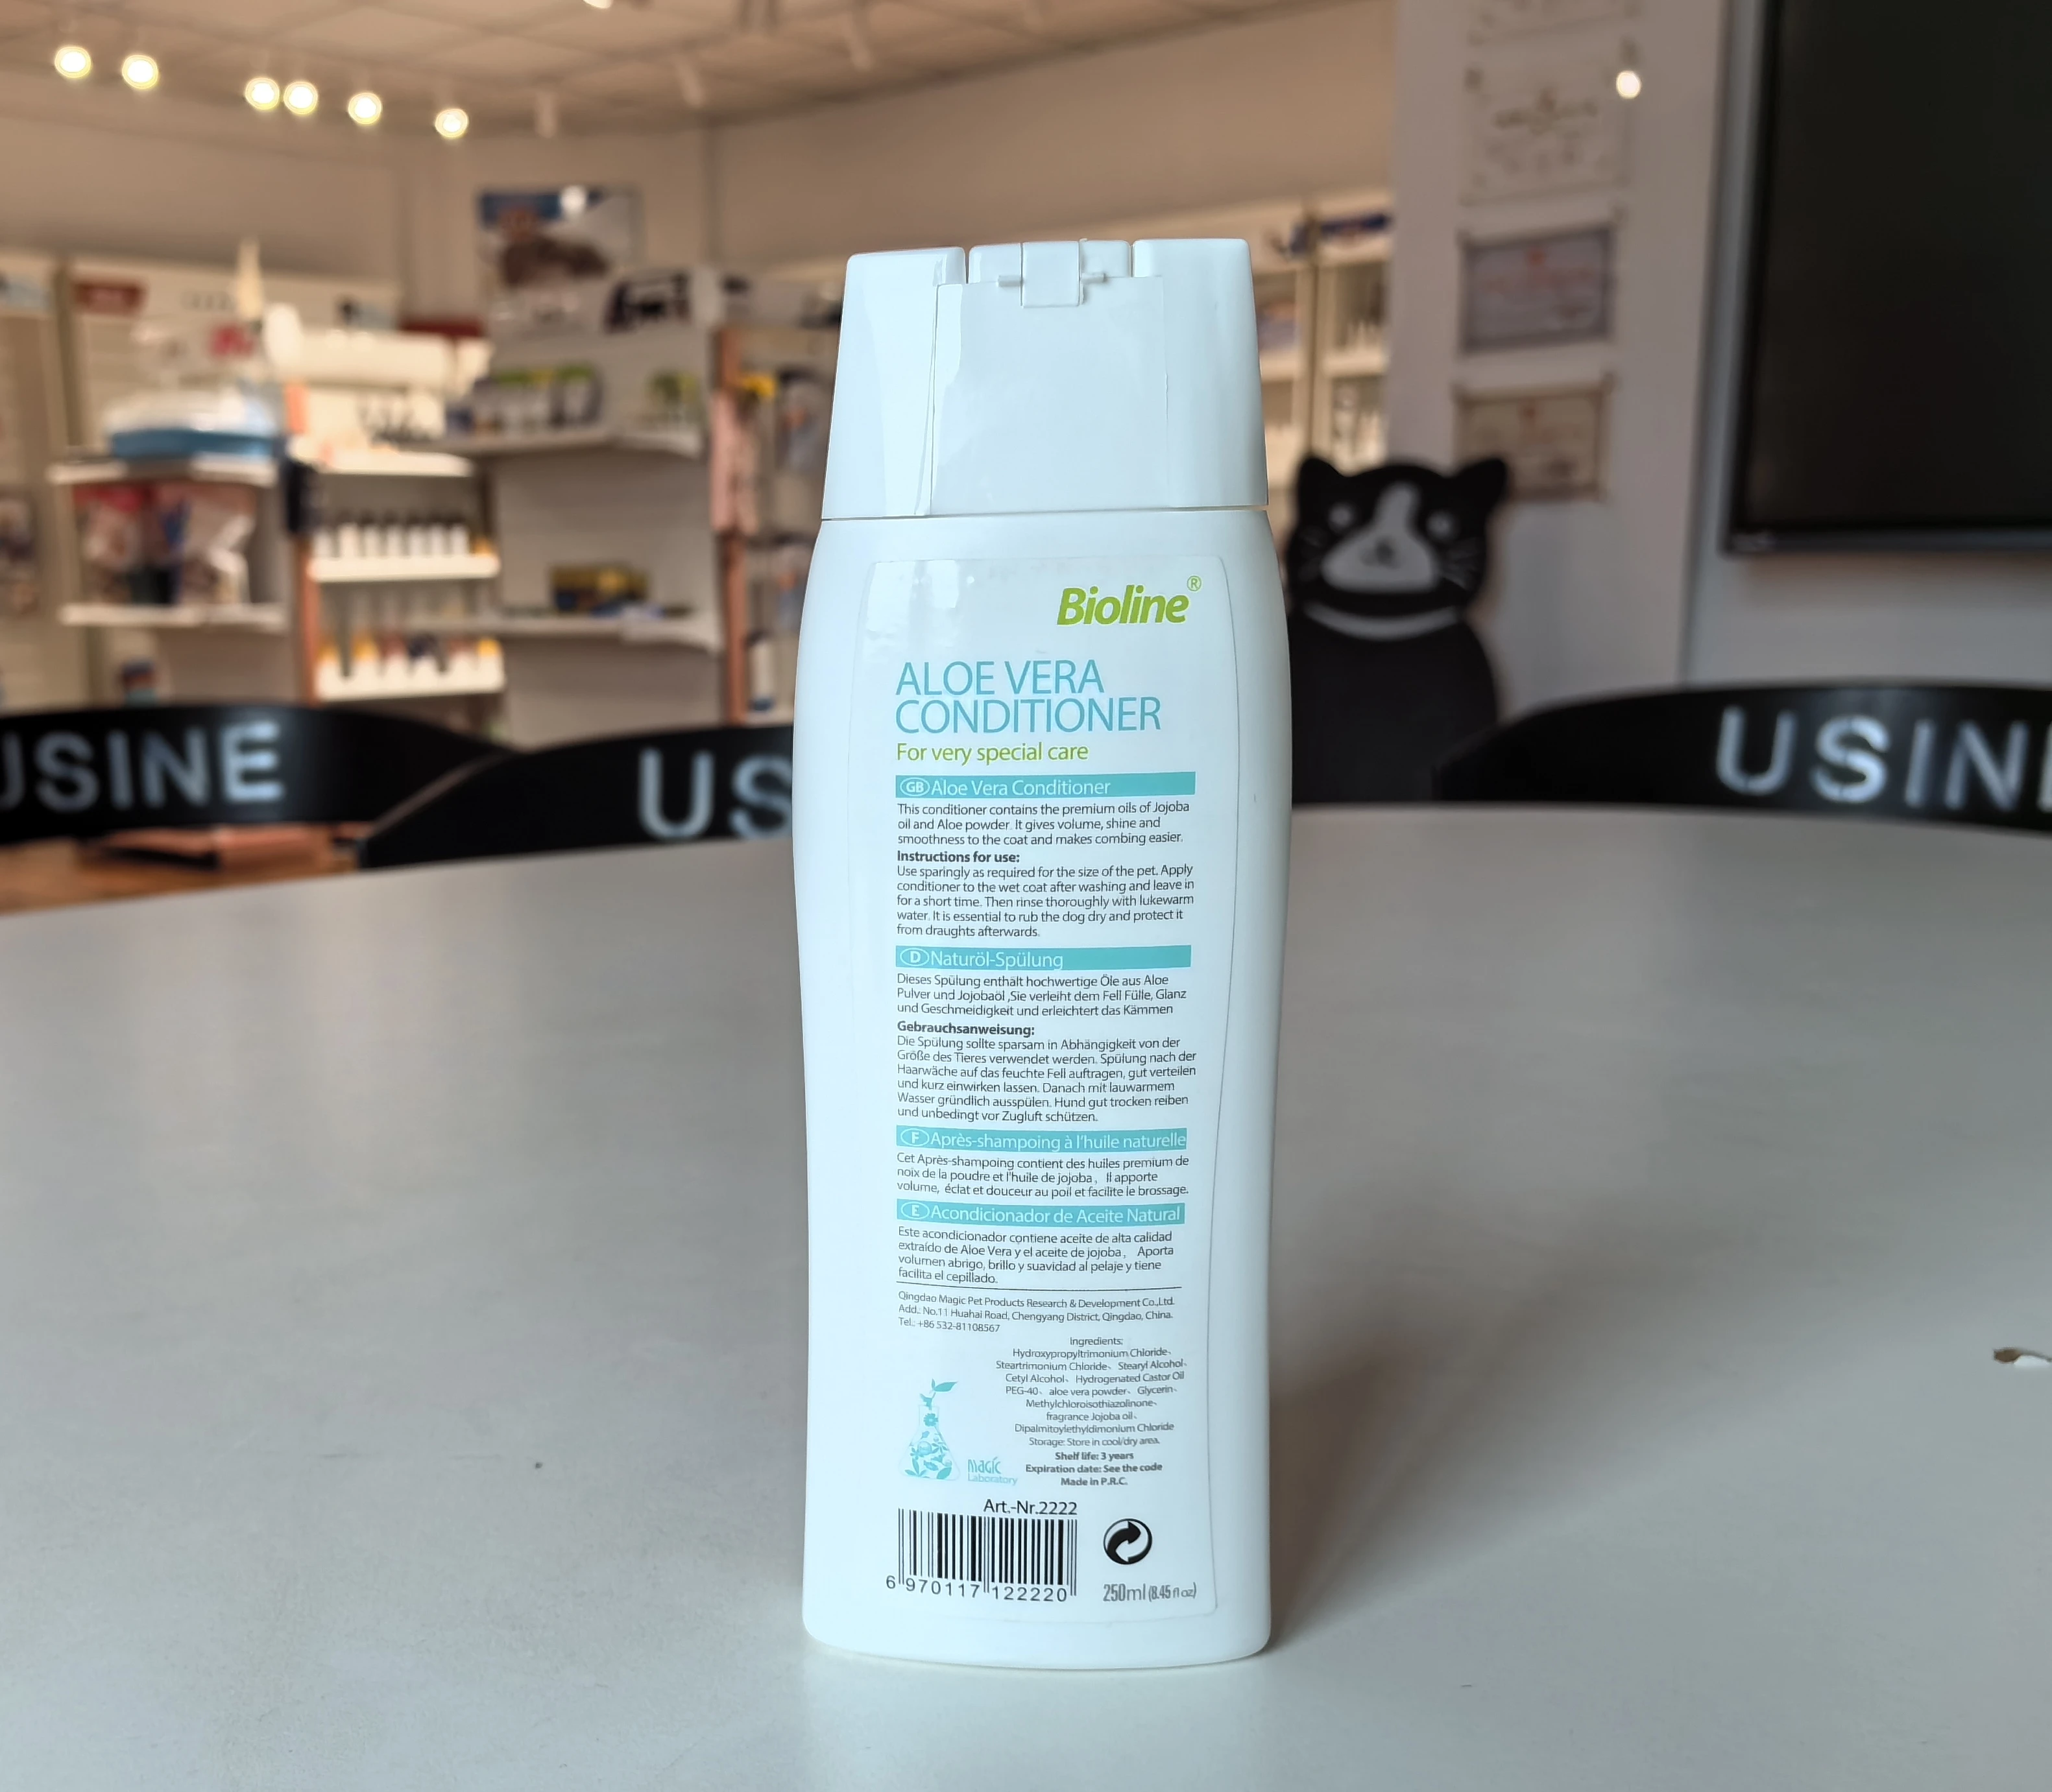 Bioline®
ALOE VERA
CONDITIONER
For very special care
GB Aloe Vera Conditioner
This conditioner contains the premium oils of Jojoba
oil and Aloe powder. It gives volume, shine and
smoothness to the coat and makes combing easier.
Instructions for use:
Use sparingly as required for the size of the pet. Apply
conditioner to the wet coat after washing and leave in
for a short time. Then rinse thoroughly with lukewarm
water. It is essential to rub the dog dry and protect it
from draughts afterwards.
D Naturöl-Spülung
Dieses Spülung enthält hochwertige Öle aus Aloe
Pulver und Jojobaöl ,Sie verleiht dem Fell Fülle, Glanz
und Geschmeidigkeit und erleichtert das Kämmen
Gebrauchsanweisung:
Die Spülung sollte sparsam in Abhängigkeit von der
Größe des Tieres verwendet werden. Spülung nach der
Haarwäche auf das feuchte Fell auftragen, gut verteilen
und kurz einwirken lassen. Danach mit lauwarmem
Wasser gründlich ausspülen. Hund gut trocken reiben
und unbedingt vor Zugluft schützen.
F Après-shampoing à l'huile naturelle
Cet Après-shampoing contient des huiles premium de
noix de la poudre et l'huile de jojoba, Il apporte
volume, éclat et douceur au poil et facilite le brossage.
E Acondicionador de Aceite Natural
Este acondicionador contiene aceite de alta calidad
extraído de Aloe Vera y el aceite de jojoba, Aporta
volumen abrigo, brillo y suavidad al pelaje y tiene
facilita el cepillado.
Qingdao Magic Pet Products Research & Development Co.,Ltd.
Add.: No.11 Huahai Road, Chengyang District, Qingdao, China.
Tel.: +86 532-81108567
Ingredients:
Hydroxypropyltrimonium Chloride、
Steartrimonium Chloride、Stearyl Alcohol、
Cetyl Alcohol、Hydrogenated Castor Oil
PEG-40、aloe vera powder、Glycerin、
Methylchloroisothiazolinone、
fragrance Jojoba oil、
Dipalmitoylethyldimonium Chloride
Storage: Store in cool/dry area.
Shelf life: 3 years
Expiration date: See the code
Made in P.R.C.
magic
Laboratory
Art.-Nr.2222
6 970117 122220
250ml (8.45 fl oz)
USINE
US
USIN